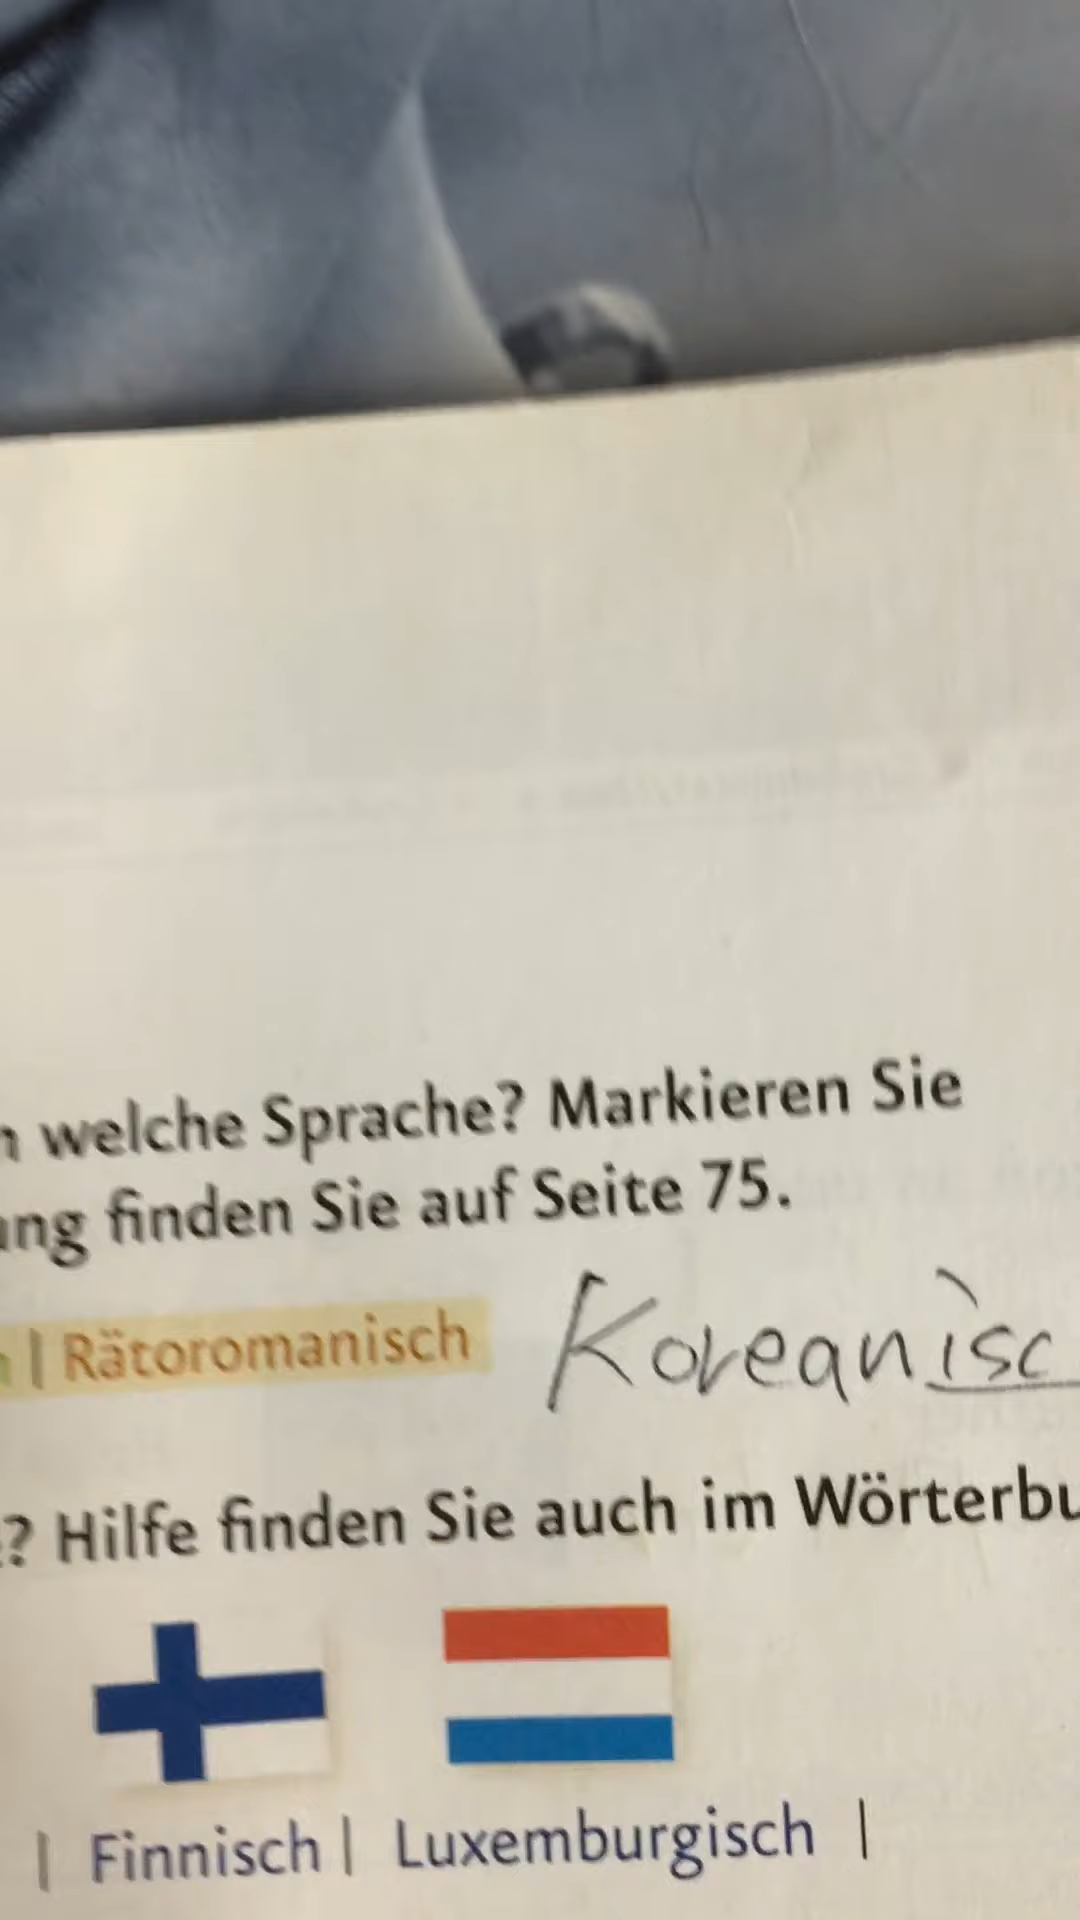 welche Sprache? Markieren Sie
ung finden Sie auf Seite 75.
| Rätoromanisch Koreanisc
? Hilfe finden Sie auch im Wörterbu
| Finnisch | Luxemburgisch |